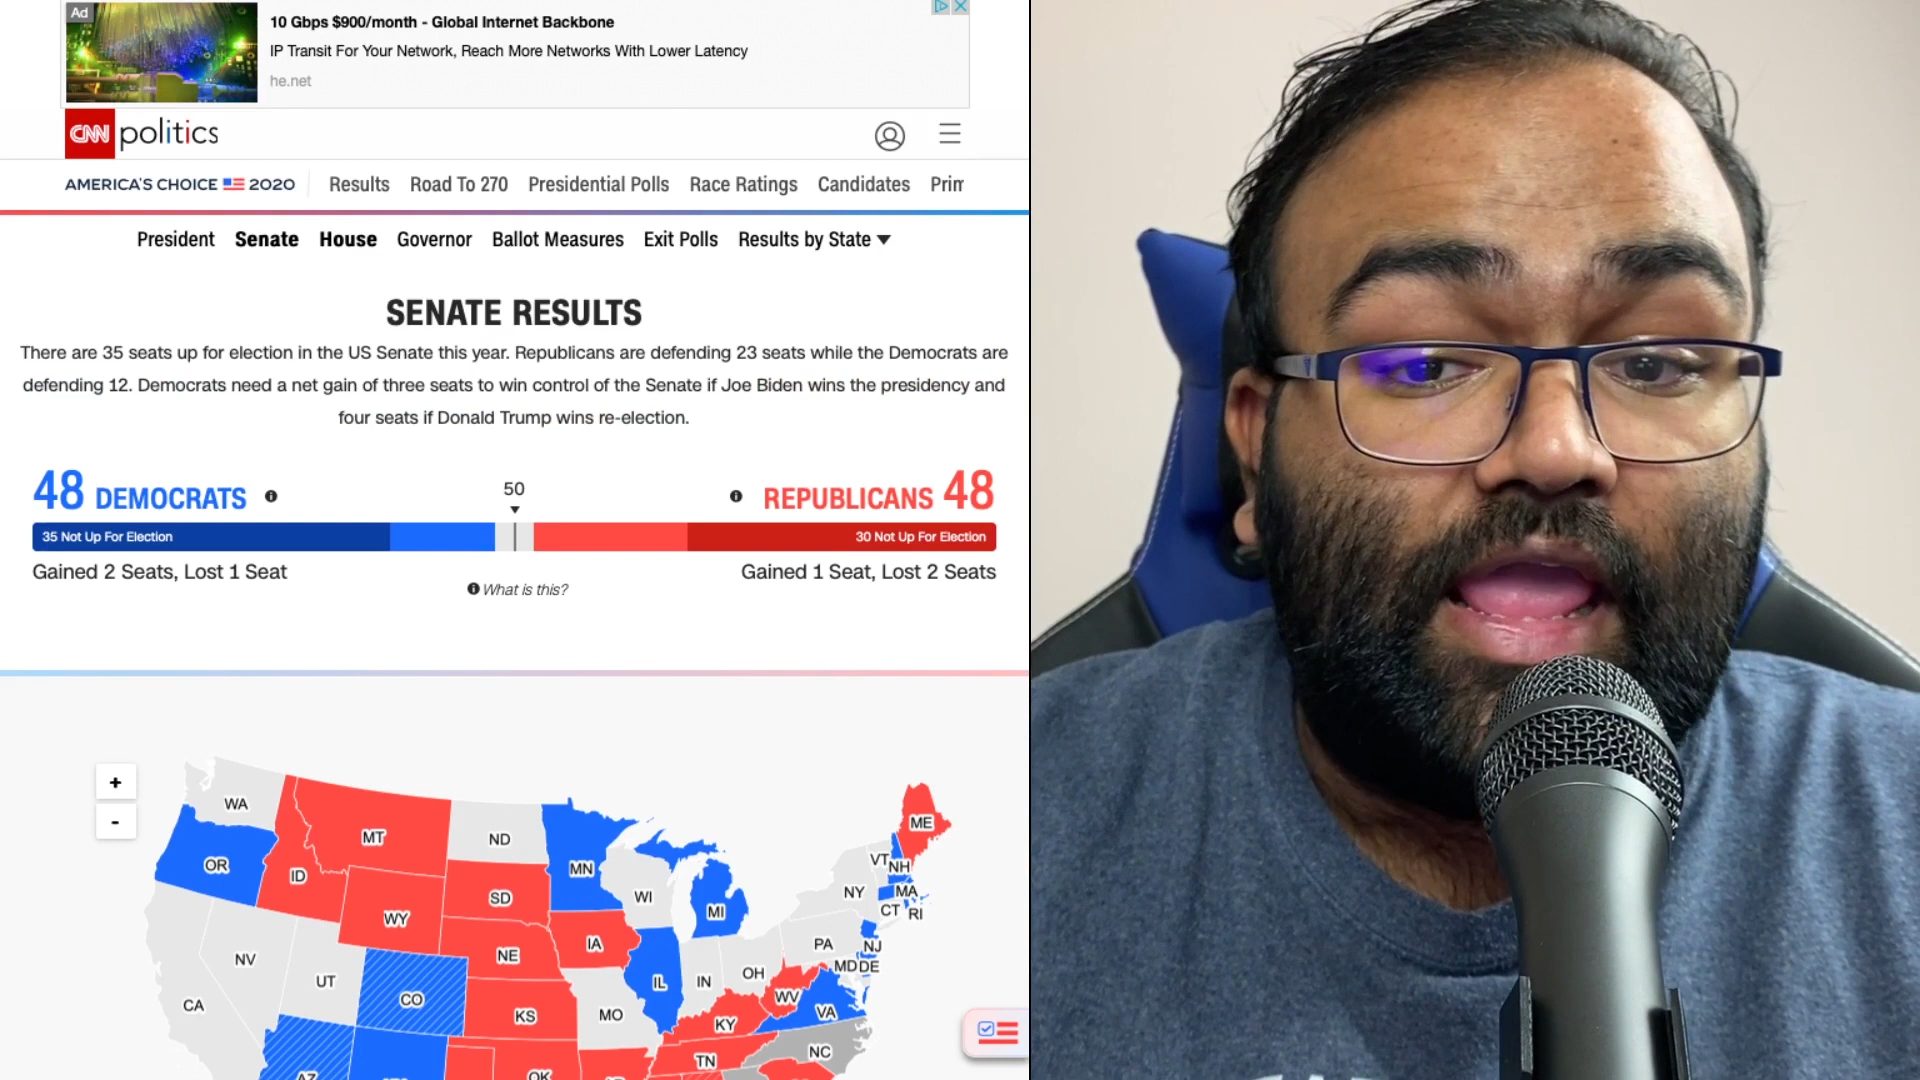 Ad
10 Gbps $900/month - Global Internet Backbone
IP Transit For Your Network, Reach More Networks With Lower Latency
he.net
CNN politics
AMERICA'S CHOICE 2020 Results Road To 270 Presidential Polls Race Ratings Candidates Prim
President Senate House Governor Ballot Measures Exit Polls Results by State
SENATE RESULTS
There are 35 seats up for election in the US Senate this year. Republicans are defending 23 seats while the Democrats are
defending 12. Democrats need a net gain of three seats to win control of the Senate if Joe Biden wins the presidency and
four seats if Donald Trump wins re-election.
48 DEMOCRATS 50 REPUBLICANS 48
35 Not Up For Election 30 Not Up For Election
Gained 2 Seats, Lost 1 Seat Gained 1 Seat, Lost 2 Seats
What is this?
+
-
WA MT ND ME
OR ID MN VT NH
WY SD WI MI NY MA
CT RI
NV NE IA PA NJ
UT IL IN OH MD DE
CA CO KS MO WV VA
KY
TN NC
AZ OK